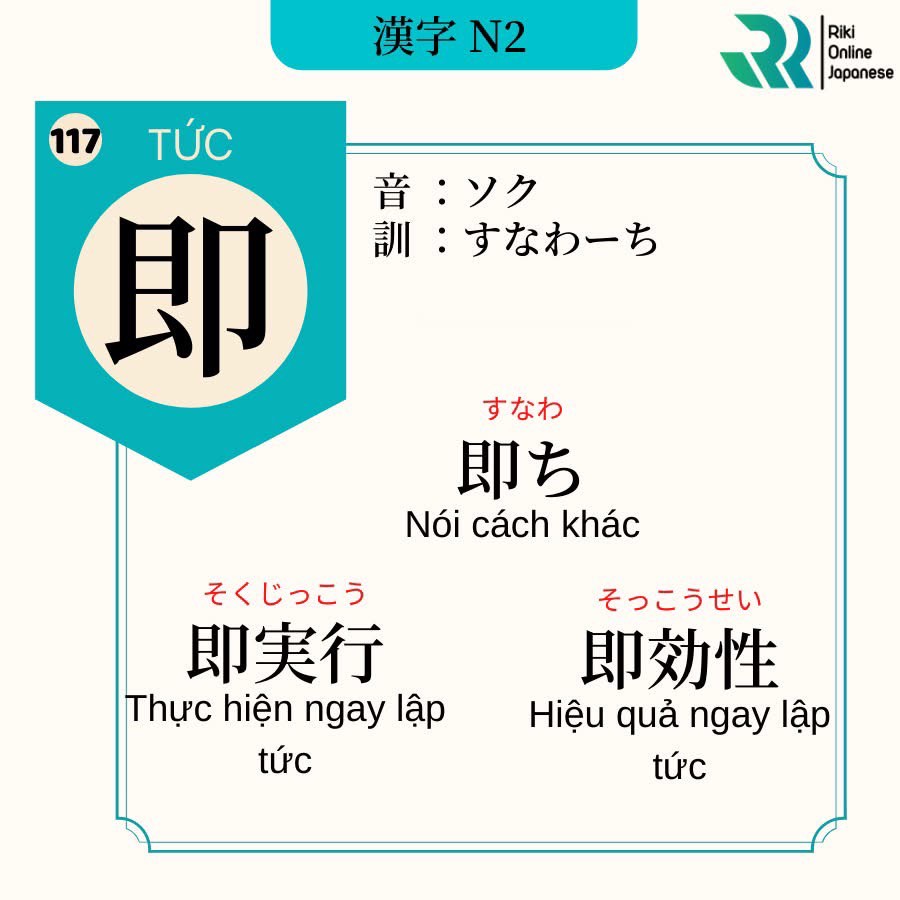 漢字 N2
Riki
Online
Japanese
117
TỨC
即
音 ：ソク
訓 ：すなわーち
すなわ
即ち
Nói cách khác
そくじっこう
即実行
Thực hiện ngay lập
tức
そっこうせい
即効性
Hiệu quả ngay lập
tức